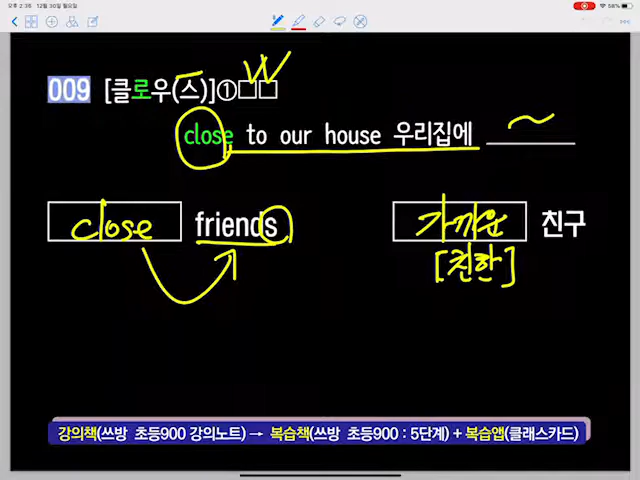 오후 2:36 12월 30일 월요일 58%
009 [클로우(스)]①□□
close to our house 우리집에 ______
close friends 가까운 친구
[친한]
강의책(쓰방 초등900 강의노트) → 복습책(쓰방 초등900 : 5단계) + 복습앱(클래스카드)